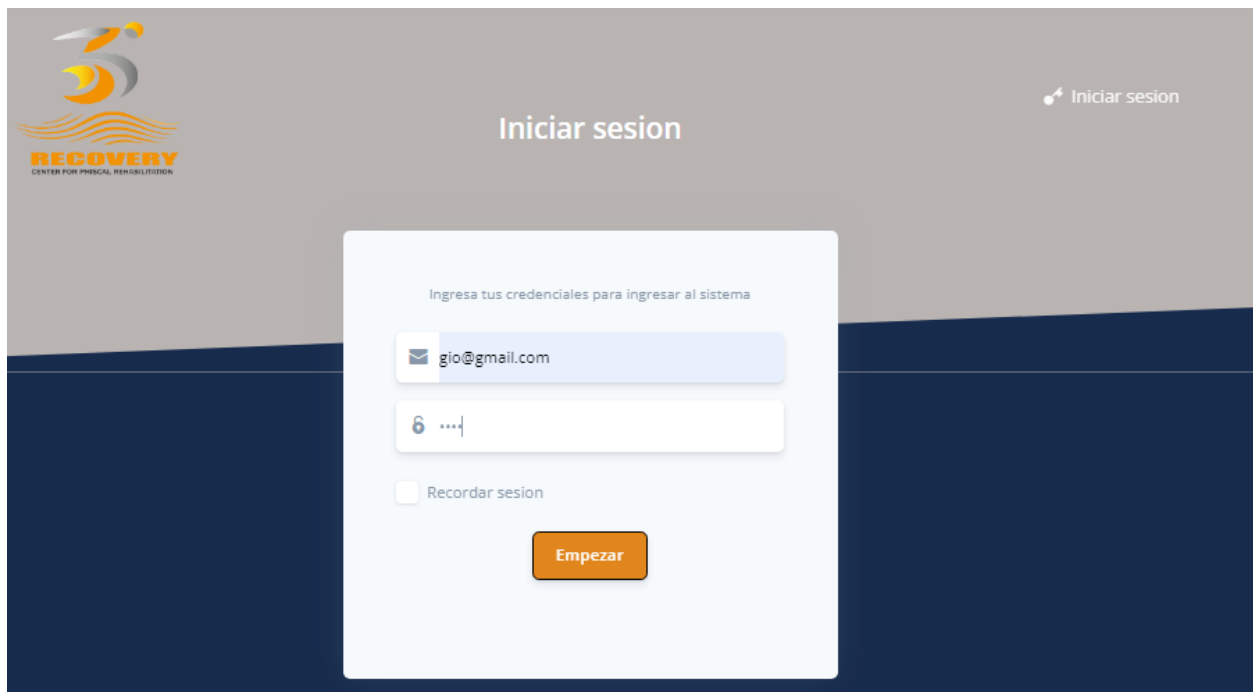 RECOVERY
CENTER FOR PHISCAL REHABILITATION
Iniciar sesion
Iniciar sesion
Ingresa tus credenciales para ingresar al sistema
gio@gmail.com
····
Recordar sesion
Empezar